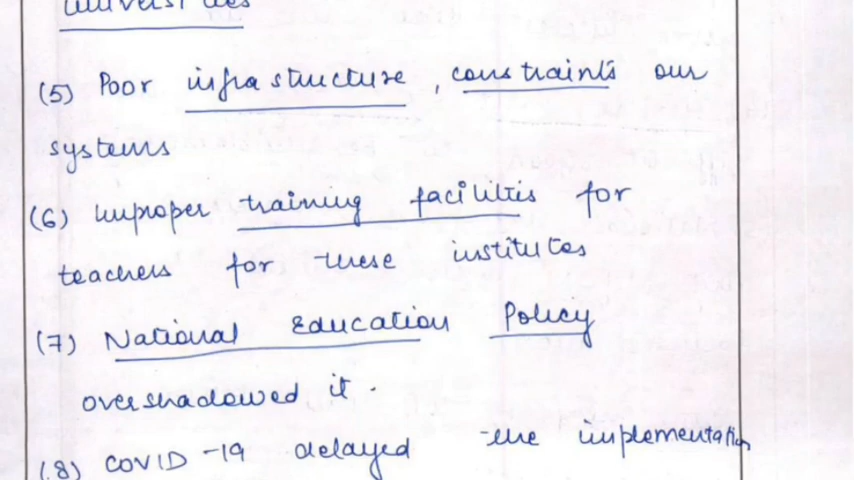 universities
(5) Poor infrastructure, constraints our
systems
(6) Improper training facilities for
teachers for these institutes
(7) National Education Policy
overshadowed it.
(8) COVID-19 delayed the implementation